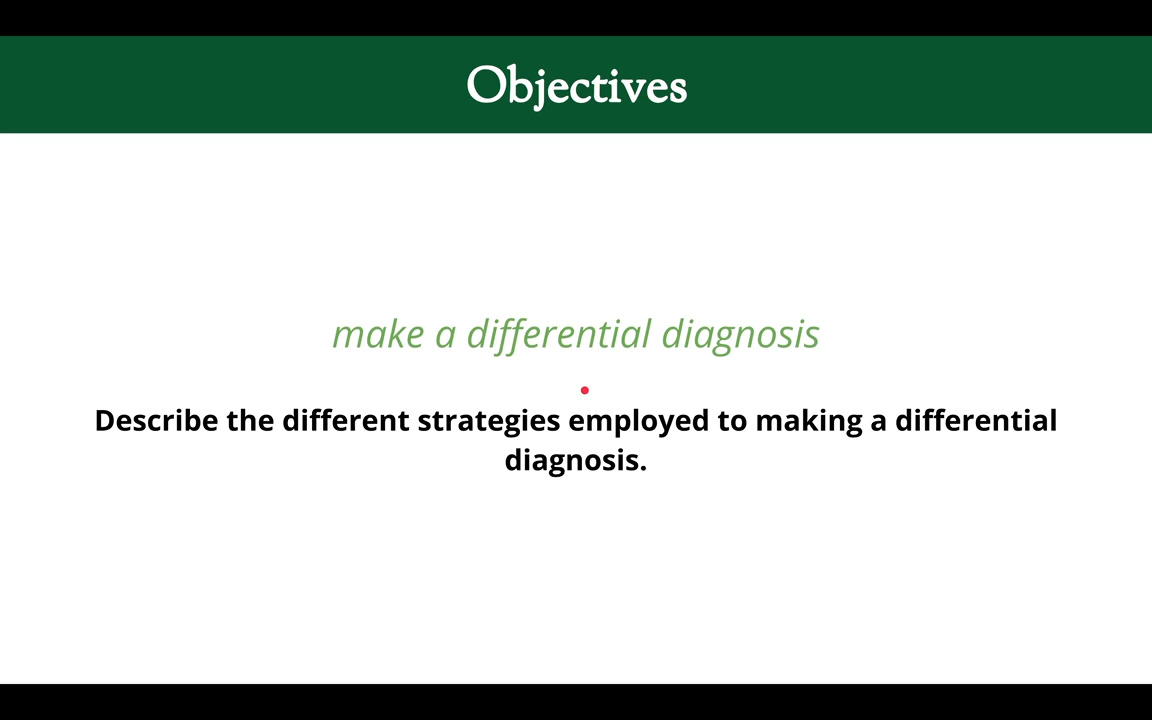 Objectives
make a differential diagnosis
Describe the different strategies employed to making a differential
diagnosis.